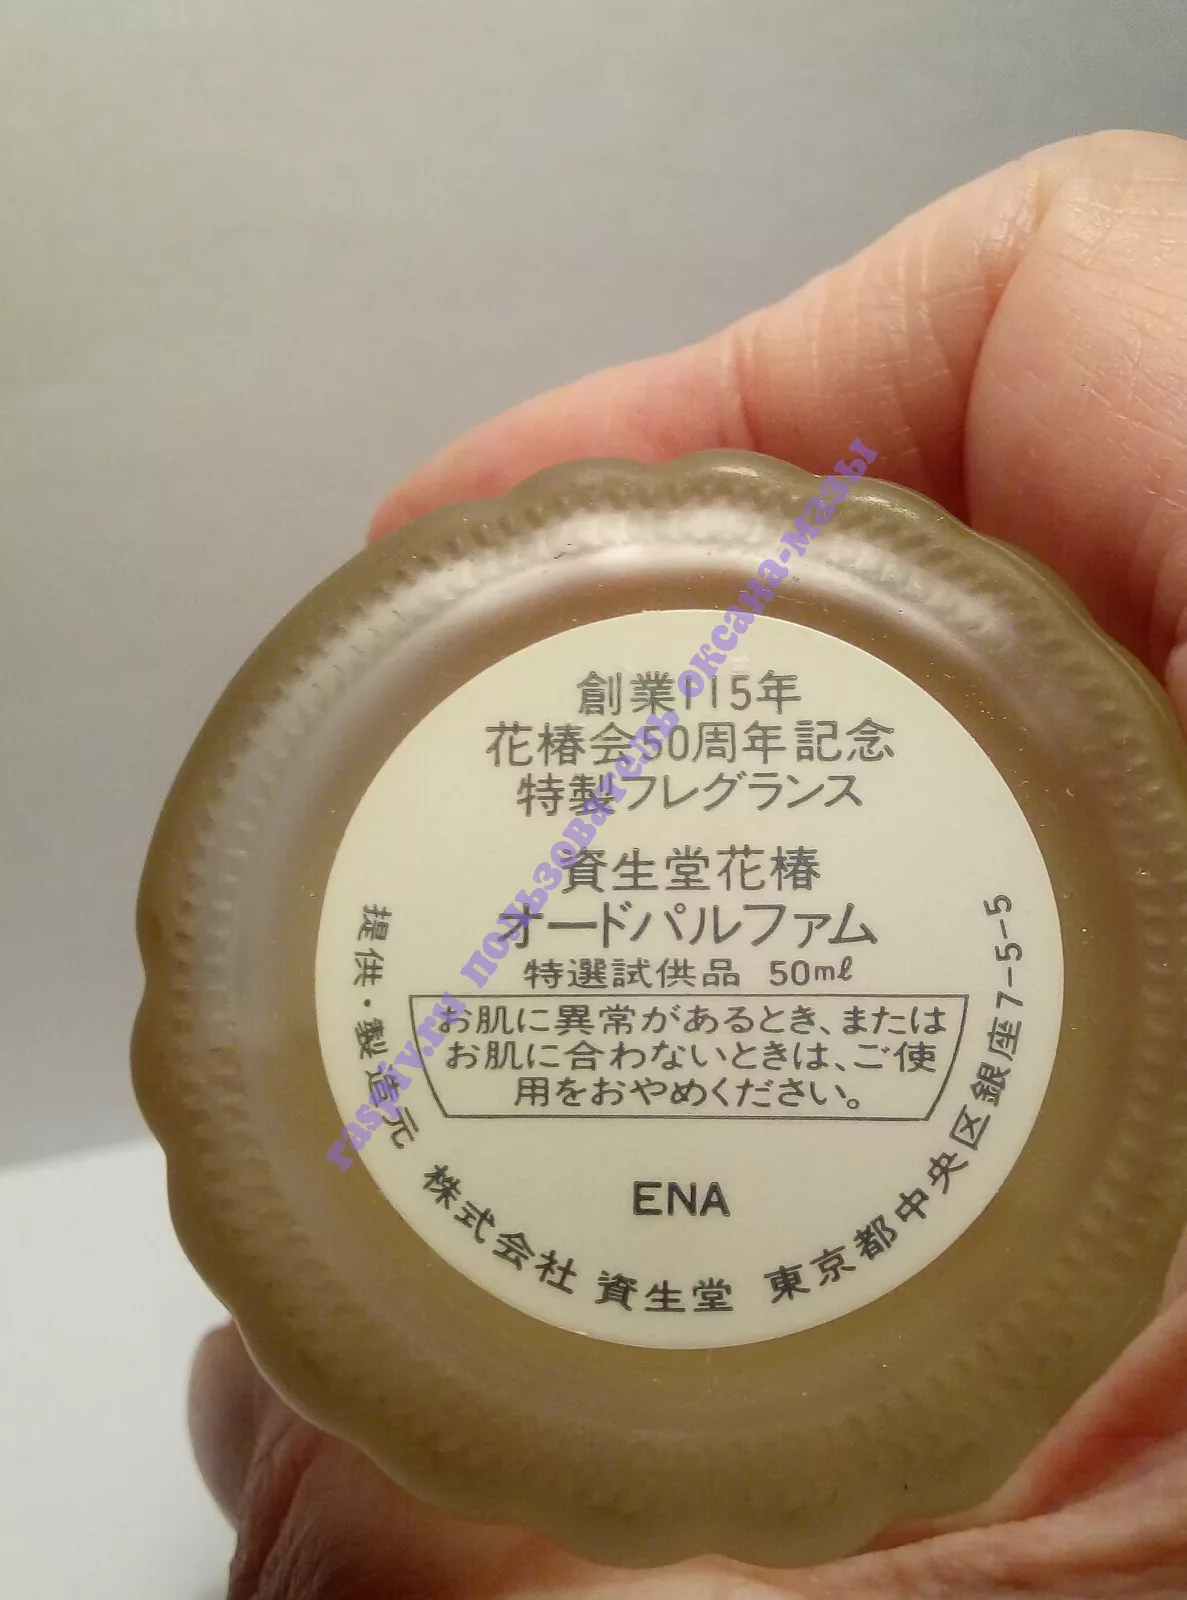 創業115年
花椿会50周年記念
特製フレグランス
資生堂花椿
オードパルファム
特選試供品 50ml
お肌に異常があるとき、または
お肌に合わないときは、ご使
用をおやめください。
ENA
提供・製造元 株式会社 資生堂 東京都中央区銀座7-5-5
raspiv.ru пользователь оксана-мазы